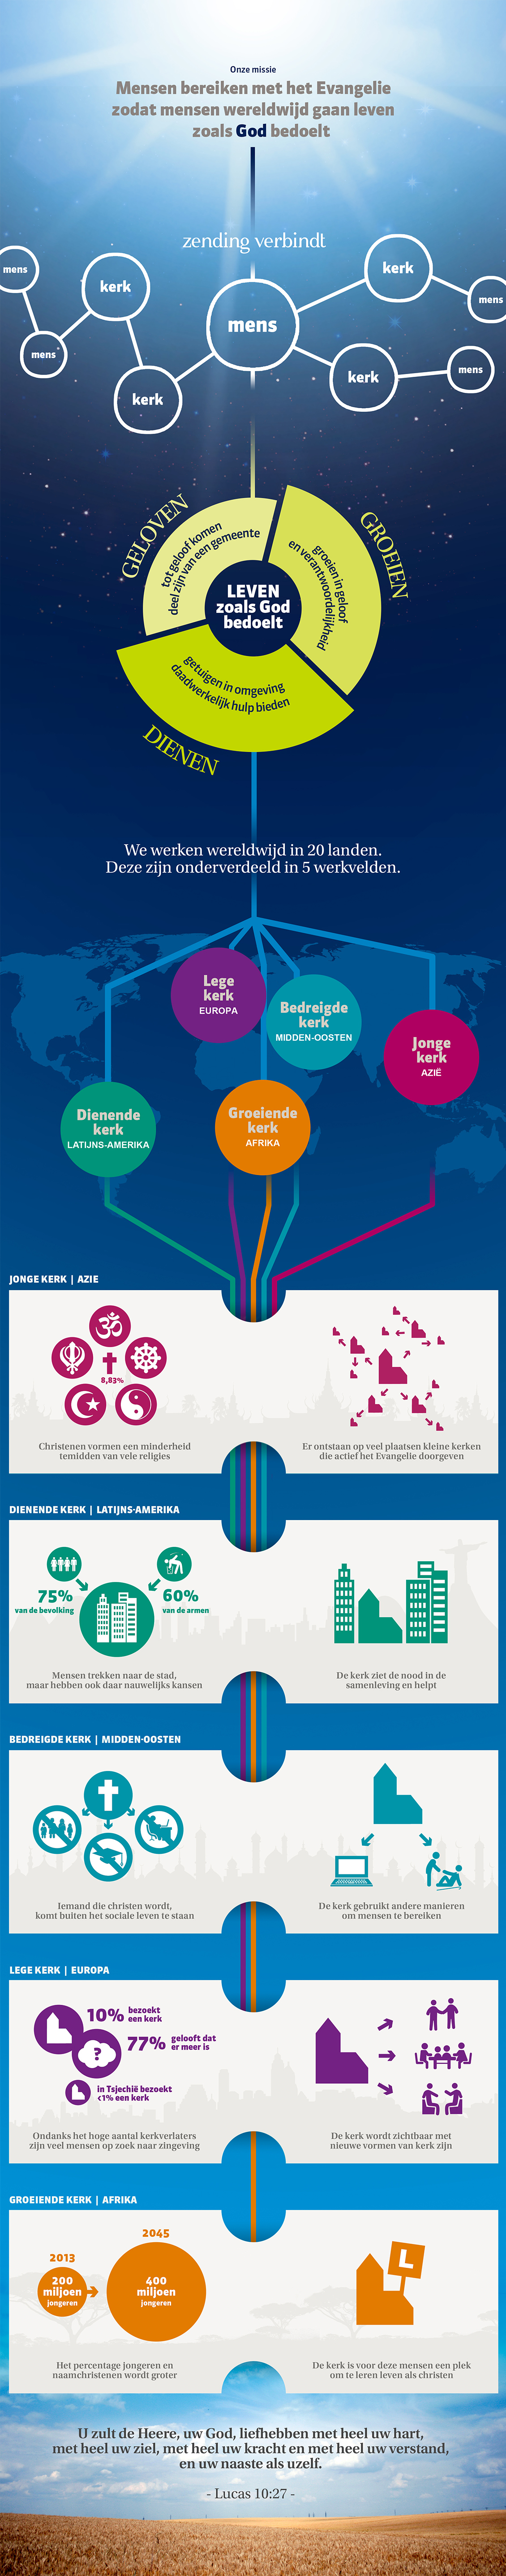 Onze missie
Mensen bereiken met het Evangelie
zodat mensen wereldwijd gaan leven
zoals God bedoelt
zending verbindt
mens
kerk
kerk
mens
mens
mens
kerk
kerk
mens
GELOVEN
tot geloof komen
deel zijn van een gemeente
GROEIEN
groeien in geloof
en verantwoordelijkheid
LEVEN
zoals God
bedoelt
getuigen in omgeving
daadwerkelijk hulp bieden
DIENEN
We werken wereldwijd in 20 landen.
Deze zijn onderverdeeld in 5 werkvelden.
Lege
kerk
EUROPA
Bedreigde
kerk
MIDDEN-OOSTEN
Jonge
kerk
AZIË
Dienende
kerk
LATIJNS-AMERIKA
Groeiende
kerk
AFRIKA
JONGE KERK | AZIE
8,83%
Christenen vormen een minderheid
temidden van vele religies
Er ontstaan op veel plaatsen kleine kerken
die actief het Evangelie doorgeven
DIENENDE KERK | LATIJNS-AMERIKA
75%
van de bevolking
60%
van de armen
Mensen trekken naar de stad,
maar hebben ook daar nauwelijks kansen
De kerk ziet de nood in de
samenleving en helpt
BEDREIGDE KERK | MIDDEN-OOSTEN
Iemand die christen wordt,
komt buiten het sociale leven te staan
De kerk gebruikt andere manieren
om mensen te bereiken
LEGE KERK | EUROPA
10% bezoekt
een kerk
77% gelooft dat
er meer is
?
in Tsjechië bezoekt
<1% een kerk
Ondanks het hoge aantal kerkverlaters
zijn veel mensen op zoek naar zingeving
De kerk wordt zichtbaar met
nieuwe vormen van kerk zijn
GROEIENDE KERK | AFRIKA
2013
200
miljoen
jongeren
2045
400
miljoen
jongeren
L
Het percentage jongeren en
naamchristenen wordt groter
De kerk is voor deze mensen een plek
om te leren leven als christen
U zult de Heere, uw God, liefhebben met heel uw hart,
met heel uw ziel, met heel uw kracht en met heel uw verstand,
en uw naaste als uzelf.
- Lucas 10:27 -